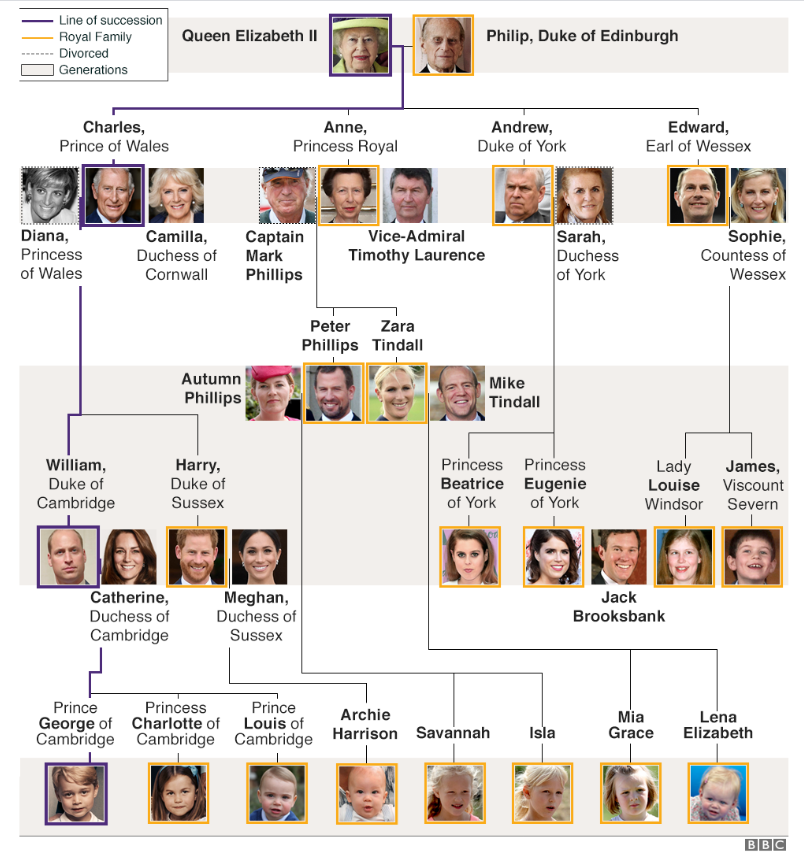 Line of succession
Royal Family
Divorced
Generations
Queen Elizabeth II
Philip, Duke of Edinburgh
Charles,
Prince of Wales
Anne,
Princess Royal
Andrew,
Duke of York
Edward,
Earl of Wessex
Diana,
Princess
of Wales
Camilla,
Duchess of
Cornwall
Captain
Mark
Phillips
Vice-Admiral
Timothy Laurence
Sarah,
Duchess
of York
Sophie,
Countess of
Wessex
Peter
Phillips
Zara
Tindall
Autumn
Phillips
Mike
Tindall
William,
Duke of
Cambridge
Harry,
Duke of
Sussex
Princess
Beatrice
of York
Princess
Eugenie
of York
Lady
Louise
Windsor
James,
Viscount
Severn
Catherine,
Duchess of
Cambridge
Meghan,
Duchess of
Sussex
Jack
Brooksbank
Prince
George of
Cambridge
Princess
Charlotte of
Cambridge
Prince
Louis of
Cambridge
Archie
Harrison
Savannah
Isla
Mia
Grace
Lena
Elizabeth
BBC